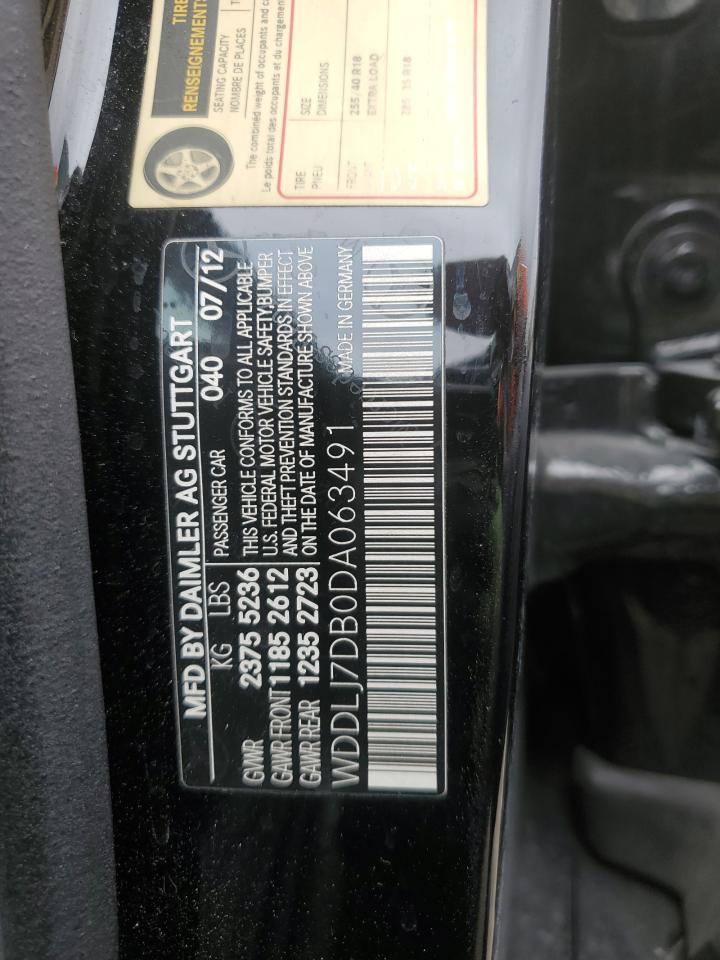 MFD BY DAIMLER AG STUTTGART
KG LBS PASSENGER CAR 040 07/12
GVWR 2375 5236
GAWR FRONT 1185 2612
GAWR REAR 1235 2723
THIS VEHICLE CONFORMS TO ALL APPLICABLE
U.S. FEDERAL MOTOR VEHICLE SAFETY,BUMPER
AND THEFT PREVENTION STANDARDS IN EFFECT
ON THE DATE OF MANUFACTURE SHOWN ABOVE
WDDLJ7DB0DA063491 MADE IN GERMANY
TIRE
RENSEIGNEMENTS
SEATING CAPACITY
NOMBRE DE PLACES
The combined weight of occupants and
Le poids total des occupants et du chargement
TIRE SIZE
PNEU DIMENSIONS
FRONT 255/40 R18
EXTRA LOAD